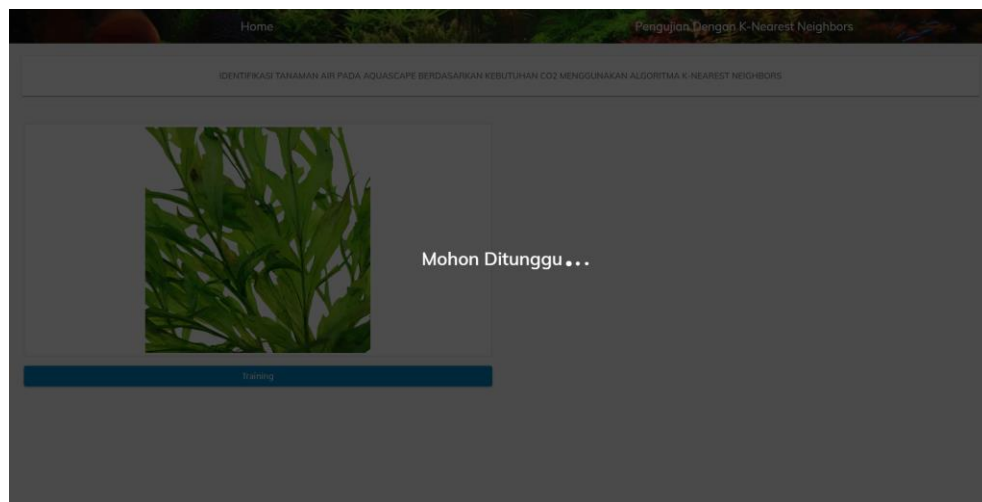 Home
Pengujian Dengan K-Nearest Neighbors
IDENTIFIKASI TANAMAN AIR PADA AQUASCAPE BERDASARKAN KEBUTUHAN CO2 MENGGUNAKAN ALGORITMA K-NEAREST NEIGHBORS
Mohon Ditunggu...
Training